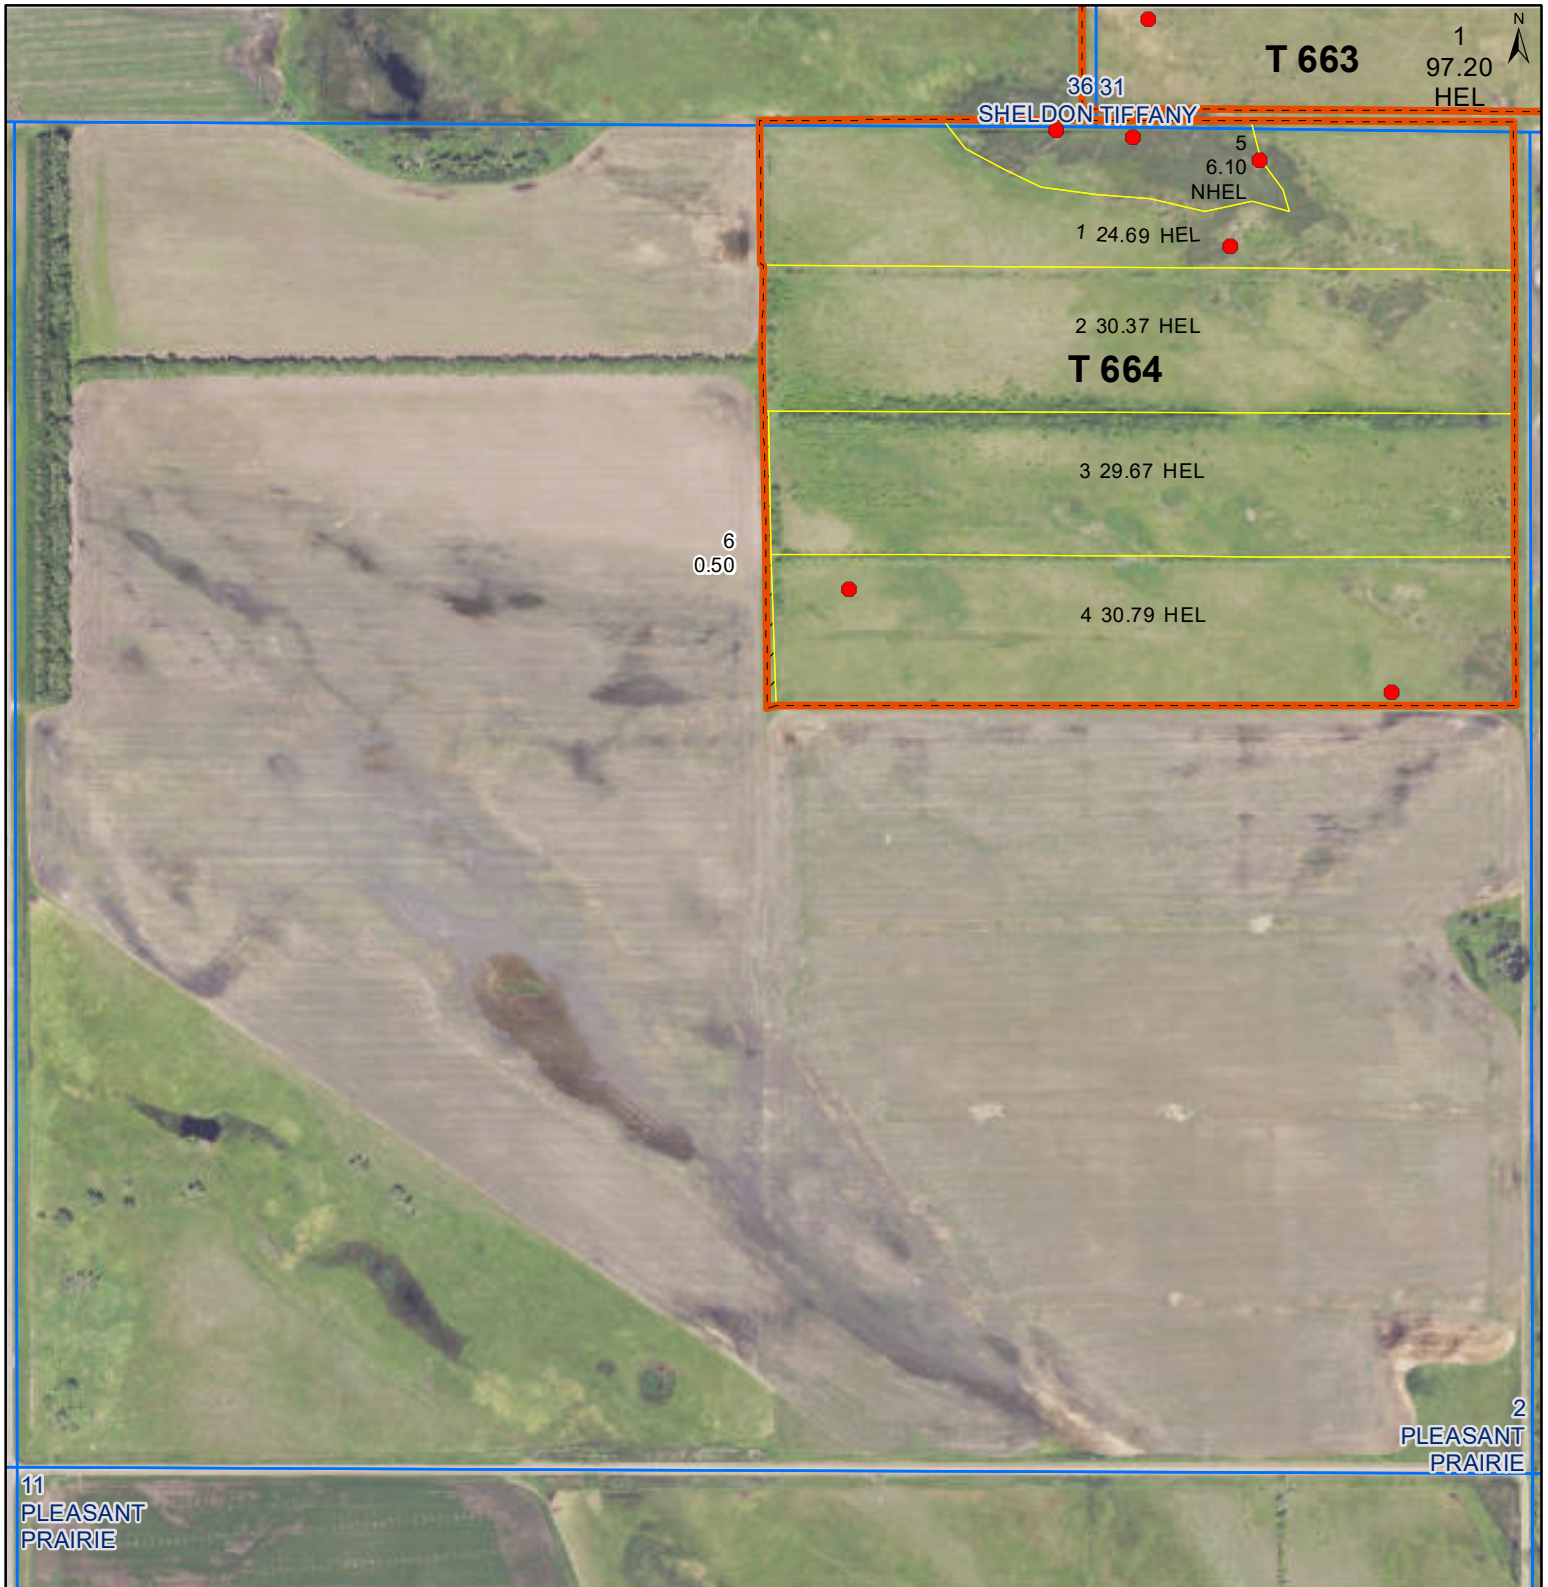 N
T 663
1
97.20
HEL
36 31
SHELDON TIFFANY
5
6.10
NHEL
1 24.69 HEL
2 30.37 HEL
T 664
3 29.67 HEL
6
0.50
4 30.79 HEL
2
PLEASANT
PRAIRIE
11
PLEASANT
PRAIRIE